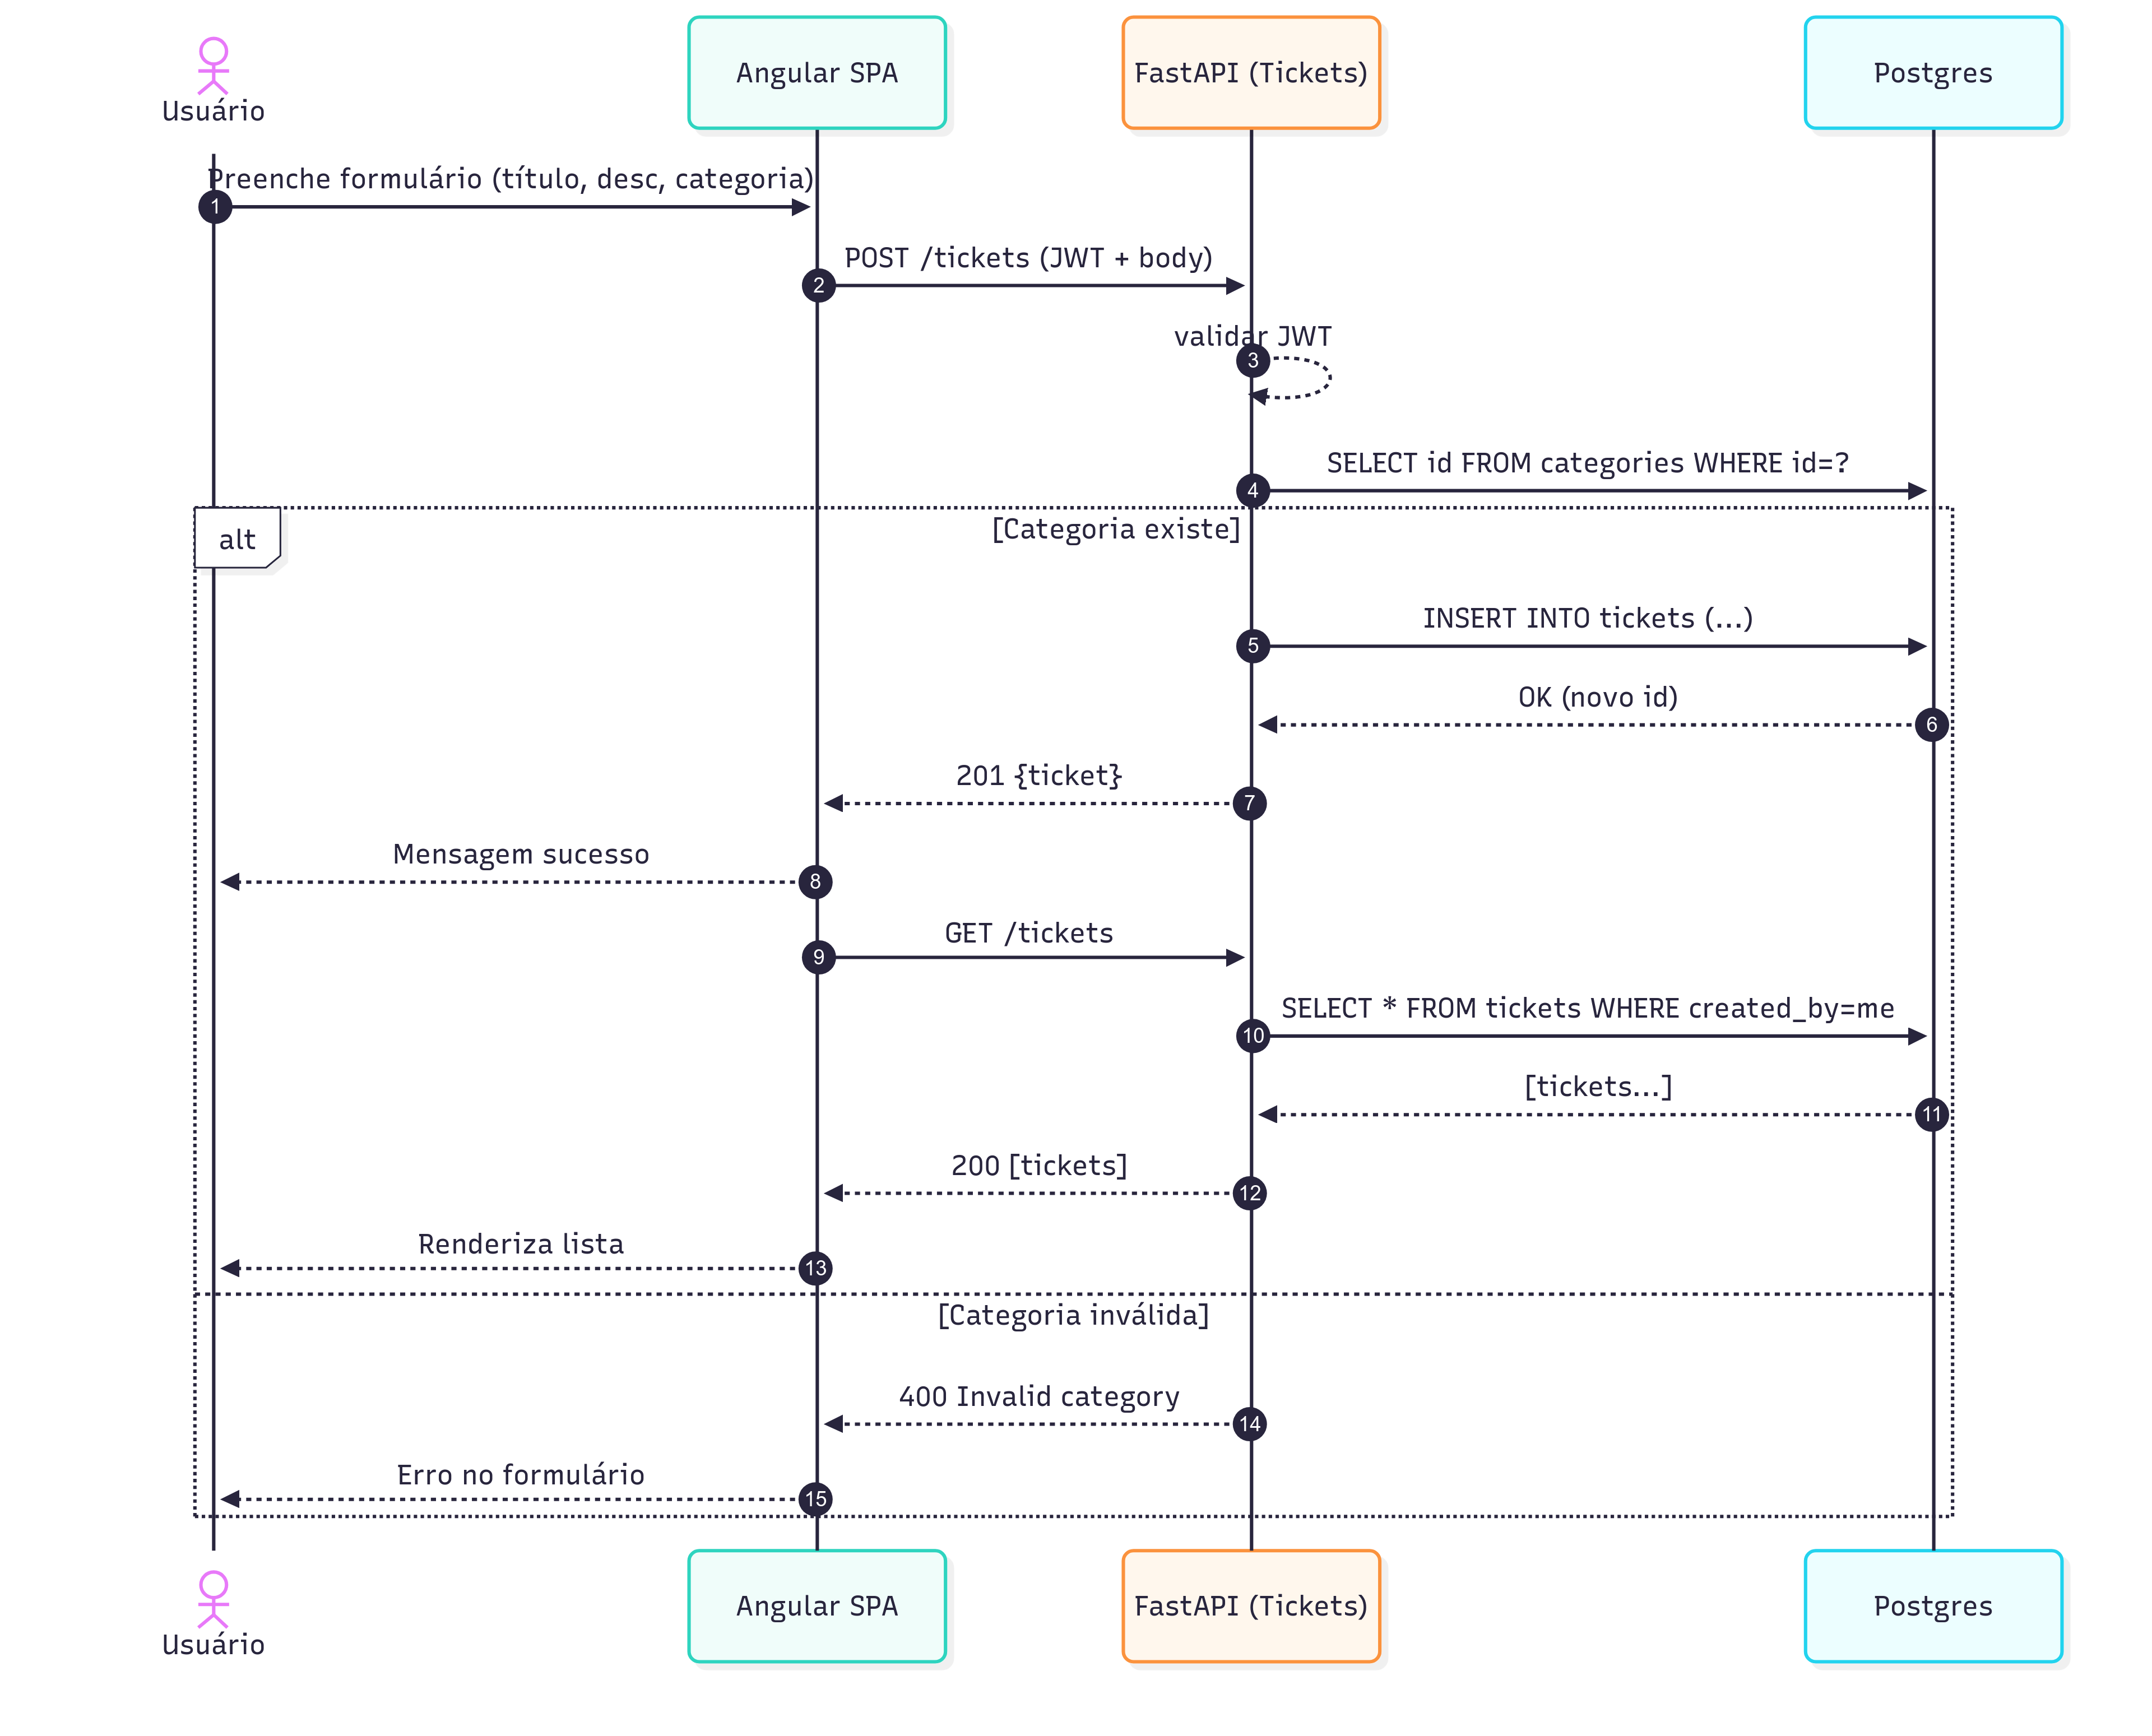 Usuário
Angular SPA
FastAPI (Tickets)
Postgres
Preenche formulário (título, desc, categoria)
1
POST /tickets (JWT + body)
2
validar JWT
3
SELECT id FROM categories WHERE id=?
4
alt
[Categoria existe]
INSERT INTO tickets (...)
5
OK (novo id)
6
201 {ticket}
7
Mensagem sucesso
8
GET /tickets
9
SELECT * FROM tickets WHERE created_by=me
10
[tickets...]
11
200 [tickets]
12
Renderiza lista
13
[Categoria inválida]
400 Invalid category
14
Erro no formulário
15
Usuário
Angular SPA
FastAPI (Tickets)
Postgres